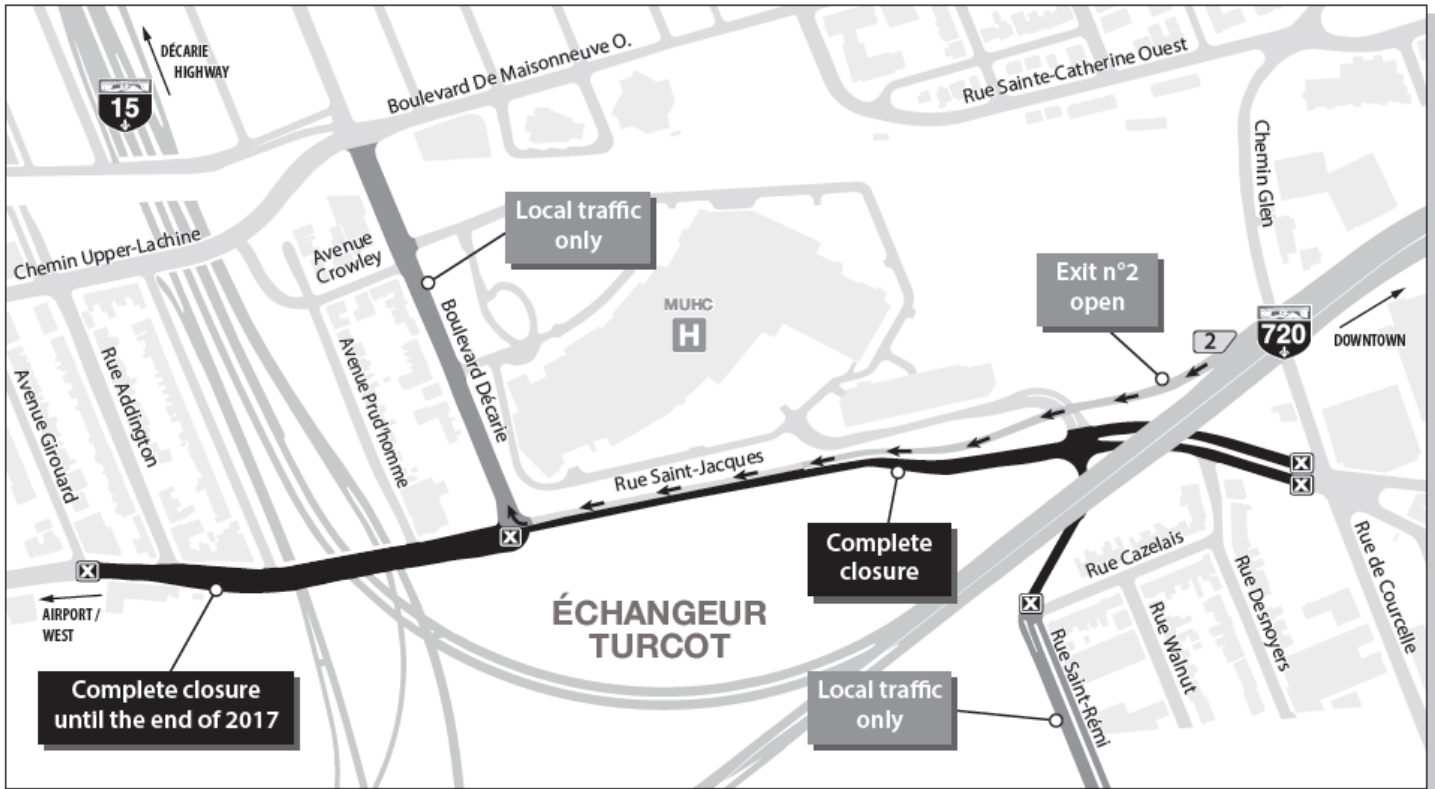 DÉCARIE
HIGHWAY
15
Boulevard De Maisonneuve O.
Rue Sainte-Catherine Ouest
Chemin Glen
Local traffic
only
Chemin Upper-Lachine
Avenue
Crowley
Exit n°2
open
MUHC
H
Boulevard Décarie
2
720
DOWNTOWN
Avenue Girouard
Rue Addington
Avenue Prud'homme
Rue Saint-Jacques
X
X
X
X
X
Complete
closure
Rue Cazelais
Rue Desnoyers
Rue de Courcelle
AIRPORT /
WEST
ÉCHANGEUR
TURCOT
Rue Walnut
Rue Saint-Rémi
Complete closure
until the end of 2017
Local traffic
only